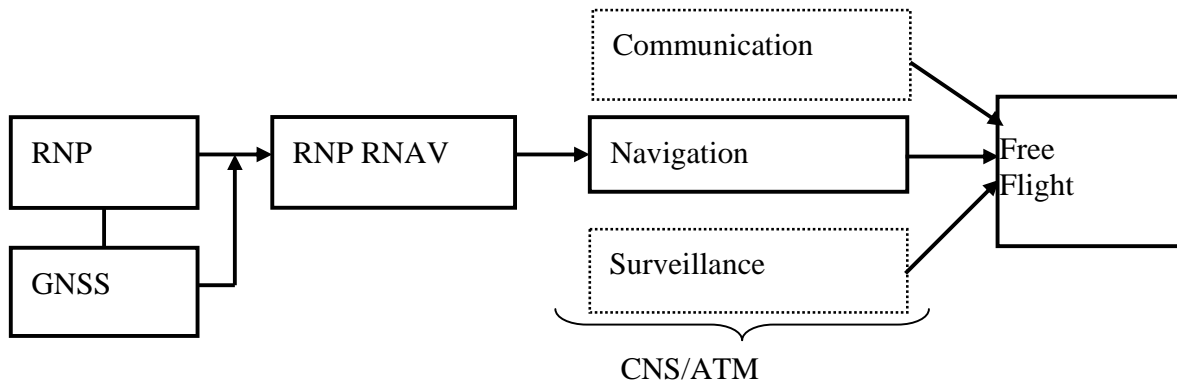 Communication
RNP
RNP RNAV
Navigation
Free
Flight
GNSS
Surveillance
CNS/ATM